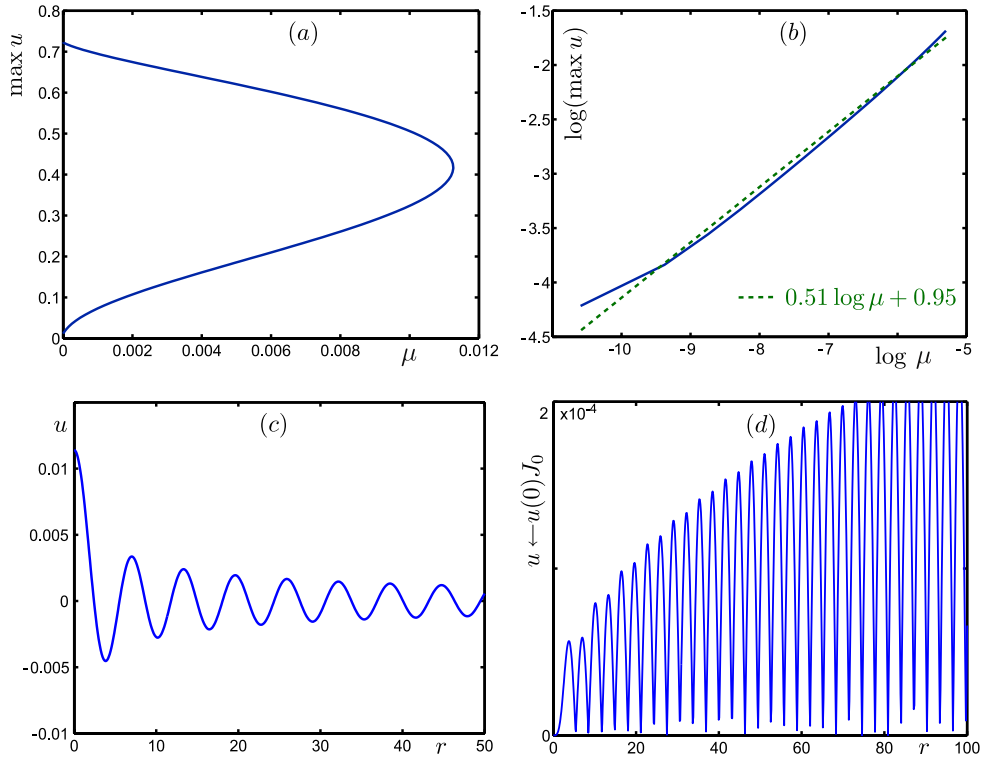 (a)
max u
0.8
0.7
0.6
0.5
0.4
0.3
0.2
0.1
0
0 0.002 0.004 0.006 0.008 0.01 0.012
μ
(b)
log(max u)
-1.5
-2
-2.5
-3
-3.5
-4
-4.5
0.51 log μ + 0.95
-10 -9 -8 -7 -6 -5
log μ
(c)
u
0.01
0.005
0
-0.005
-0.01
0 10 20 30 40 50
r
(d)
u ← u(0)J₀
2 x10⁻⁴
0
0 20 40 60 80 100
r